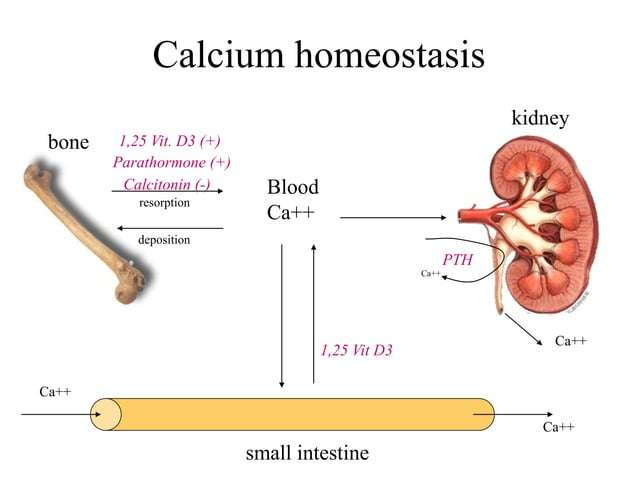 Calcium homeostasis
kidney
bone
1,25 Vit. D3 (+)
Parathormone (+)
Calcitonin (-)
resorption
deposition
Blood
Ca++
PTH
Ca++
Ca++
1,25 Vit D3
Ca++
Ca++
small intestine